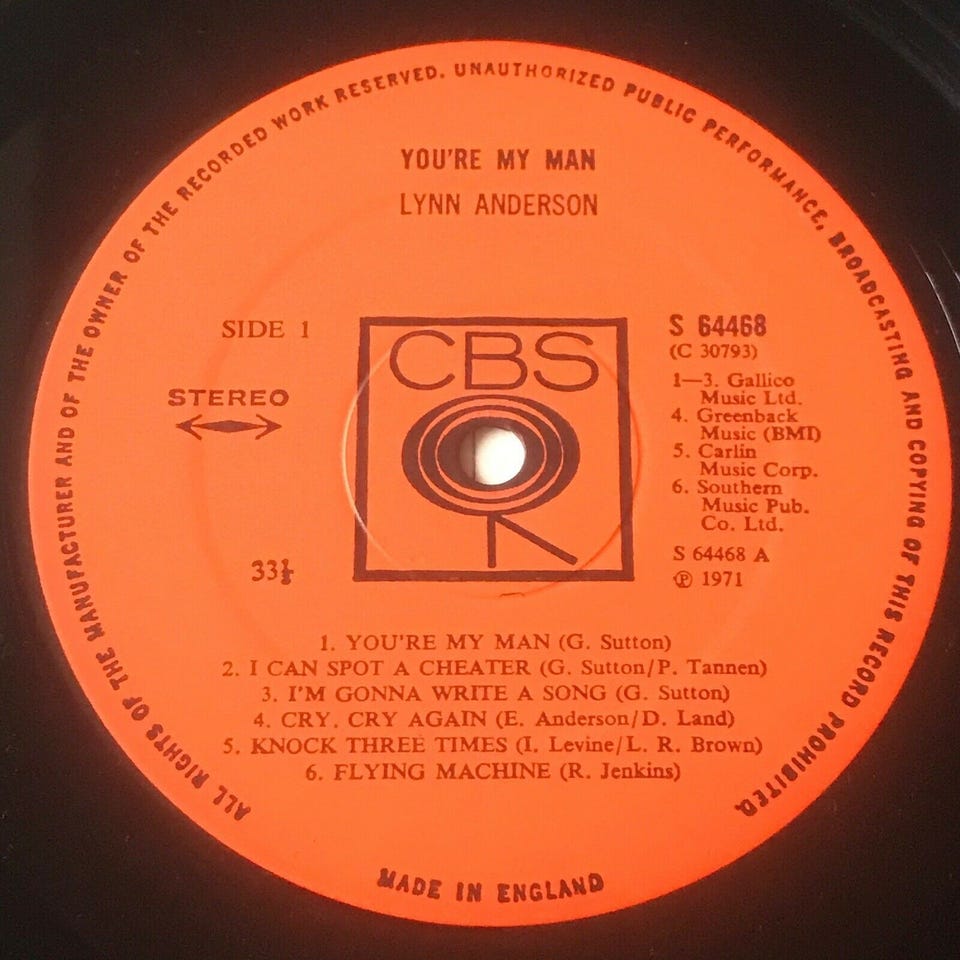 ALL RIGHTS OF THE MANUFACTURER AND OF THE OWNER OF THE RECORDED WORK RESERVED. UNAUTHORIZED PUBLIC PERFORMANCE, BROADCASTING AND COPYING OF THIS RECORD PROHIBITED.
YOU'RE MY MAN
LYNN ANDERSON
SIDE 1
STEREO
33⅓
CBS
S 64468
(C 30793)
1—3. Gallico
Music Ltd.
4. Greenback
Music (BMI)
5. Carlin
Music Corp.
6. Southern
Music Pub.
Co. Ltd.
S 64468 A
℗ 1971
1. YOU'RE MY MAN (G. Sutton)
2. I CAN SPOT A CHEATER (G. Sutton/P. Tannen)
3. I'M GONNA WRITE A SONG (G. Sutton)
4. CRY, CRY AGAIN (E. Anderson/D. Land)
5. KNOCK THREE TIMES (I. Levine/L. R. Brown)
6. FLYING MACHINE (R. Jenkins)
MADE IN ENGLAND